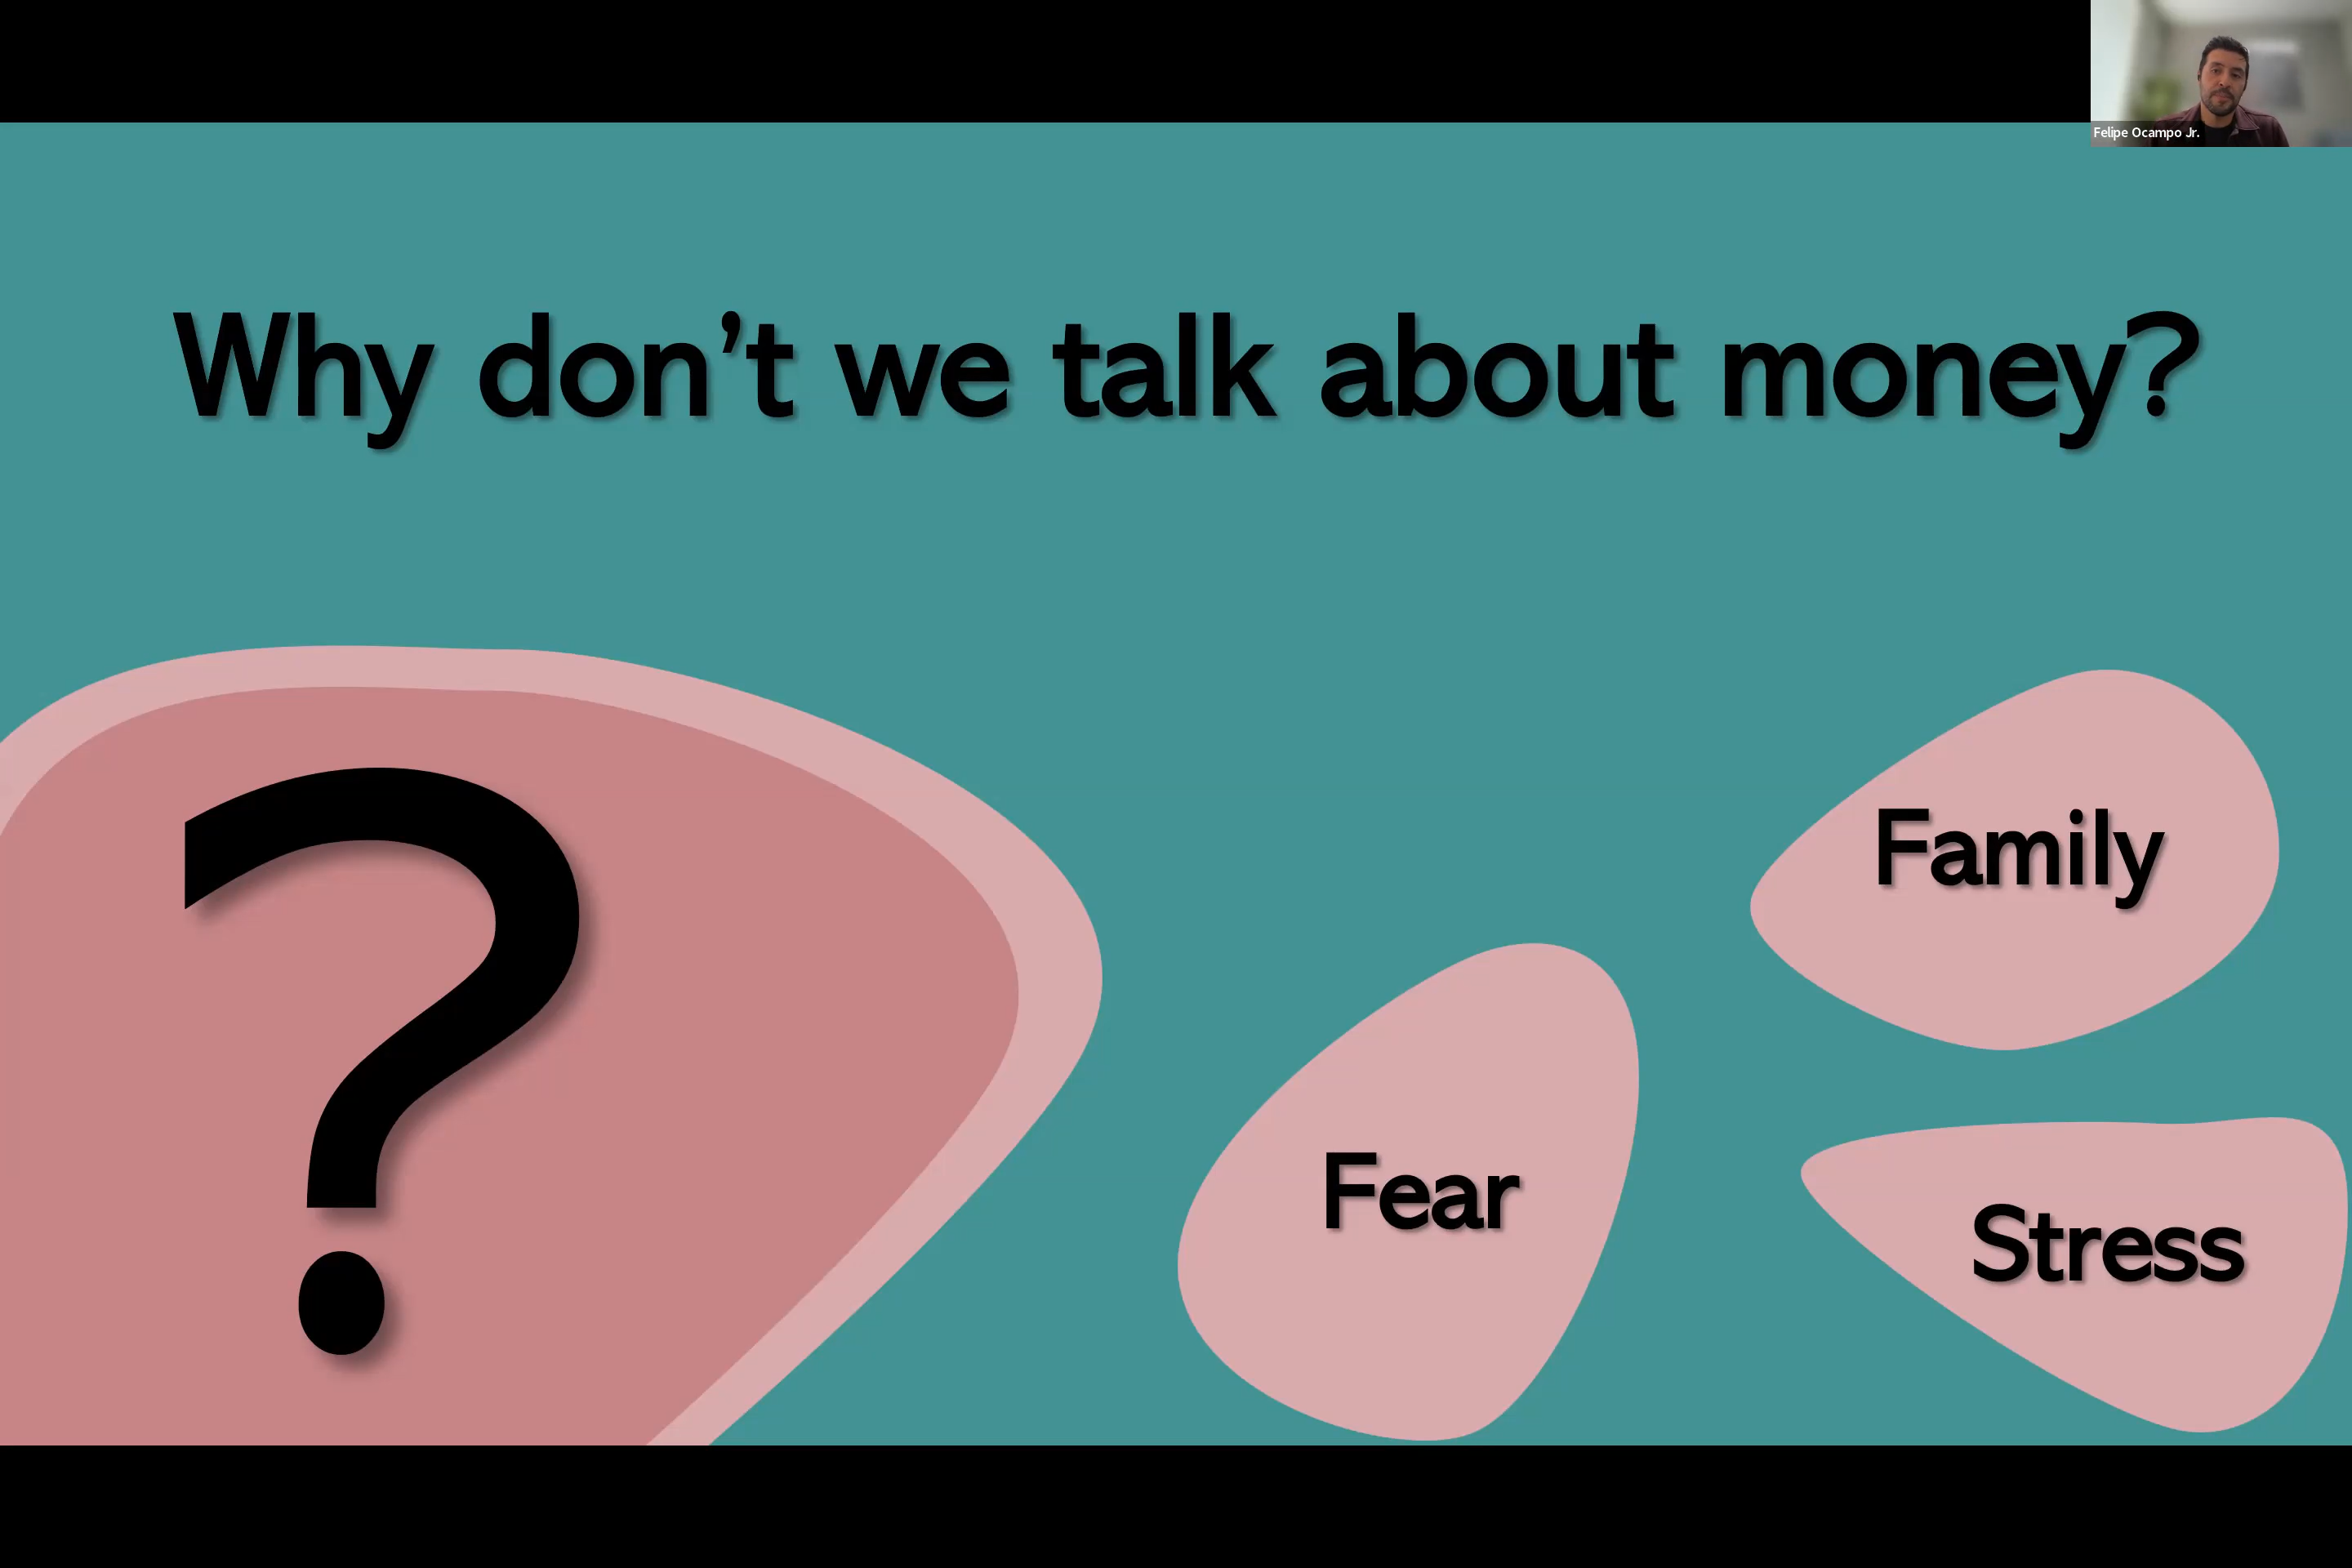 Felipe Ocampo Jr.
Why don’t we talk about money?
?
Family
Fear
Stress